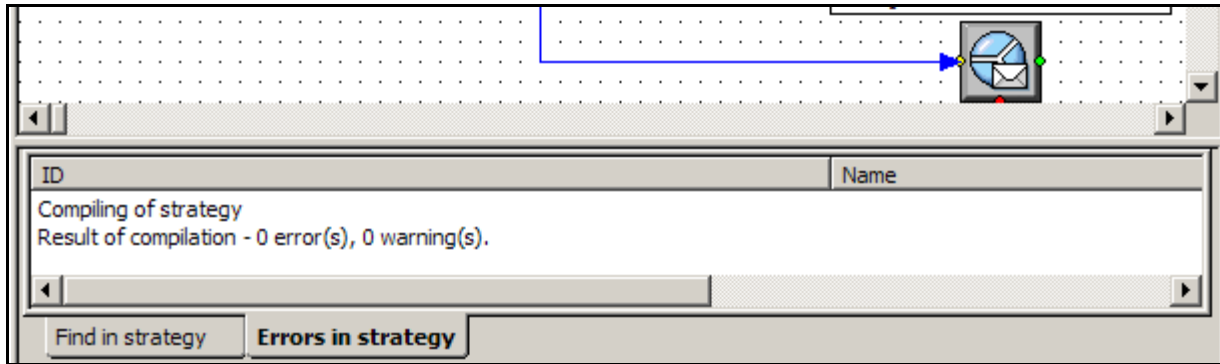 ID Name
Compiling of strategy
Result of compilation - 0 error(s), 0 warning(s).
Find in strategy Errors in strategy